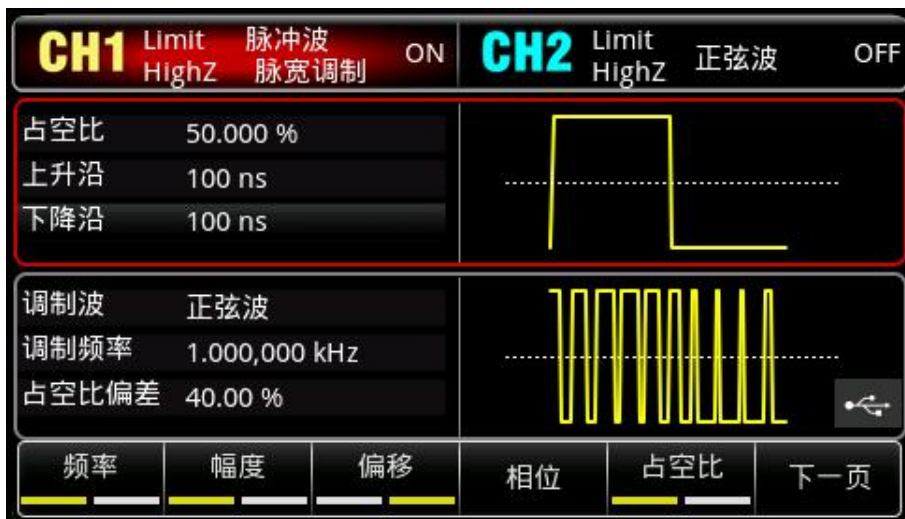 CH1 Limit 脉冲波 ON CH2 Limit 正弦波 OFF
HighZ 脉宽调制 HighZ
占空比 50.000 %
上升沿 100 ns
下降沿 100 ns
调制波 正弦波
调制频率 1.000,000 kHz
占空比偏差 40.00 %
频率 幅度 偏移 相位 占空比 下一页